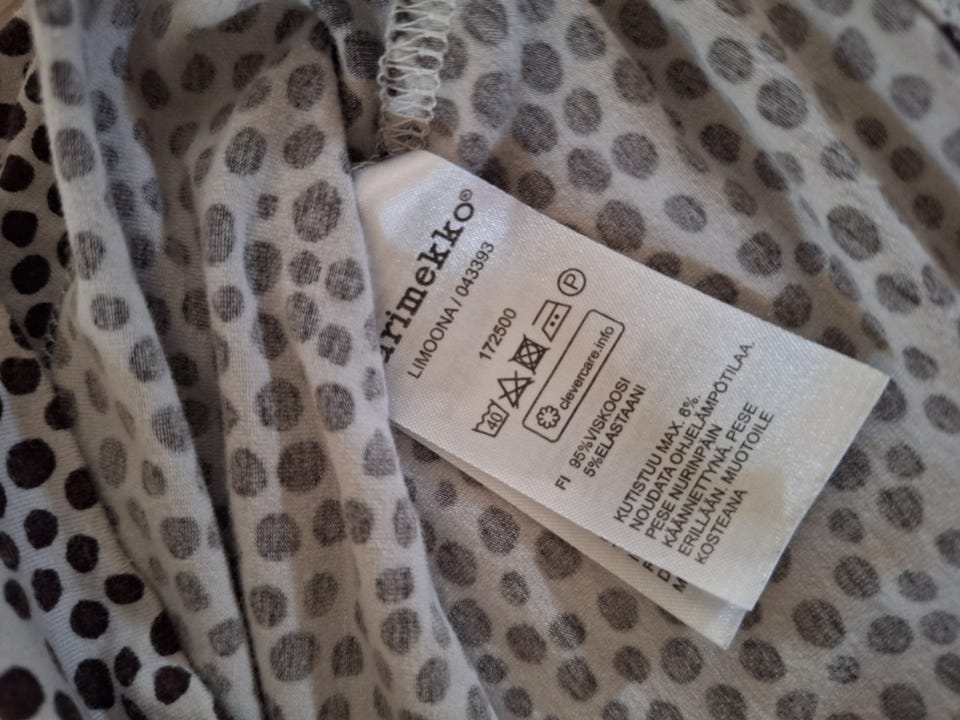 arimekko®
LIMOONA / 043393
172500
40
P
clevercare.info
FI 95%VISKOOSI
5%ELASTAANI
KUTISTUU MAX. 6%.
NOUDATA OHJELÄMPÖTILAA.
PESE NURINPÄIN
KÄÄNNETTYNÄ, PESE
ERILLÄÄN, MUOTOILE
KOSTEANA